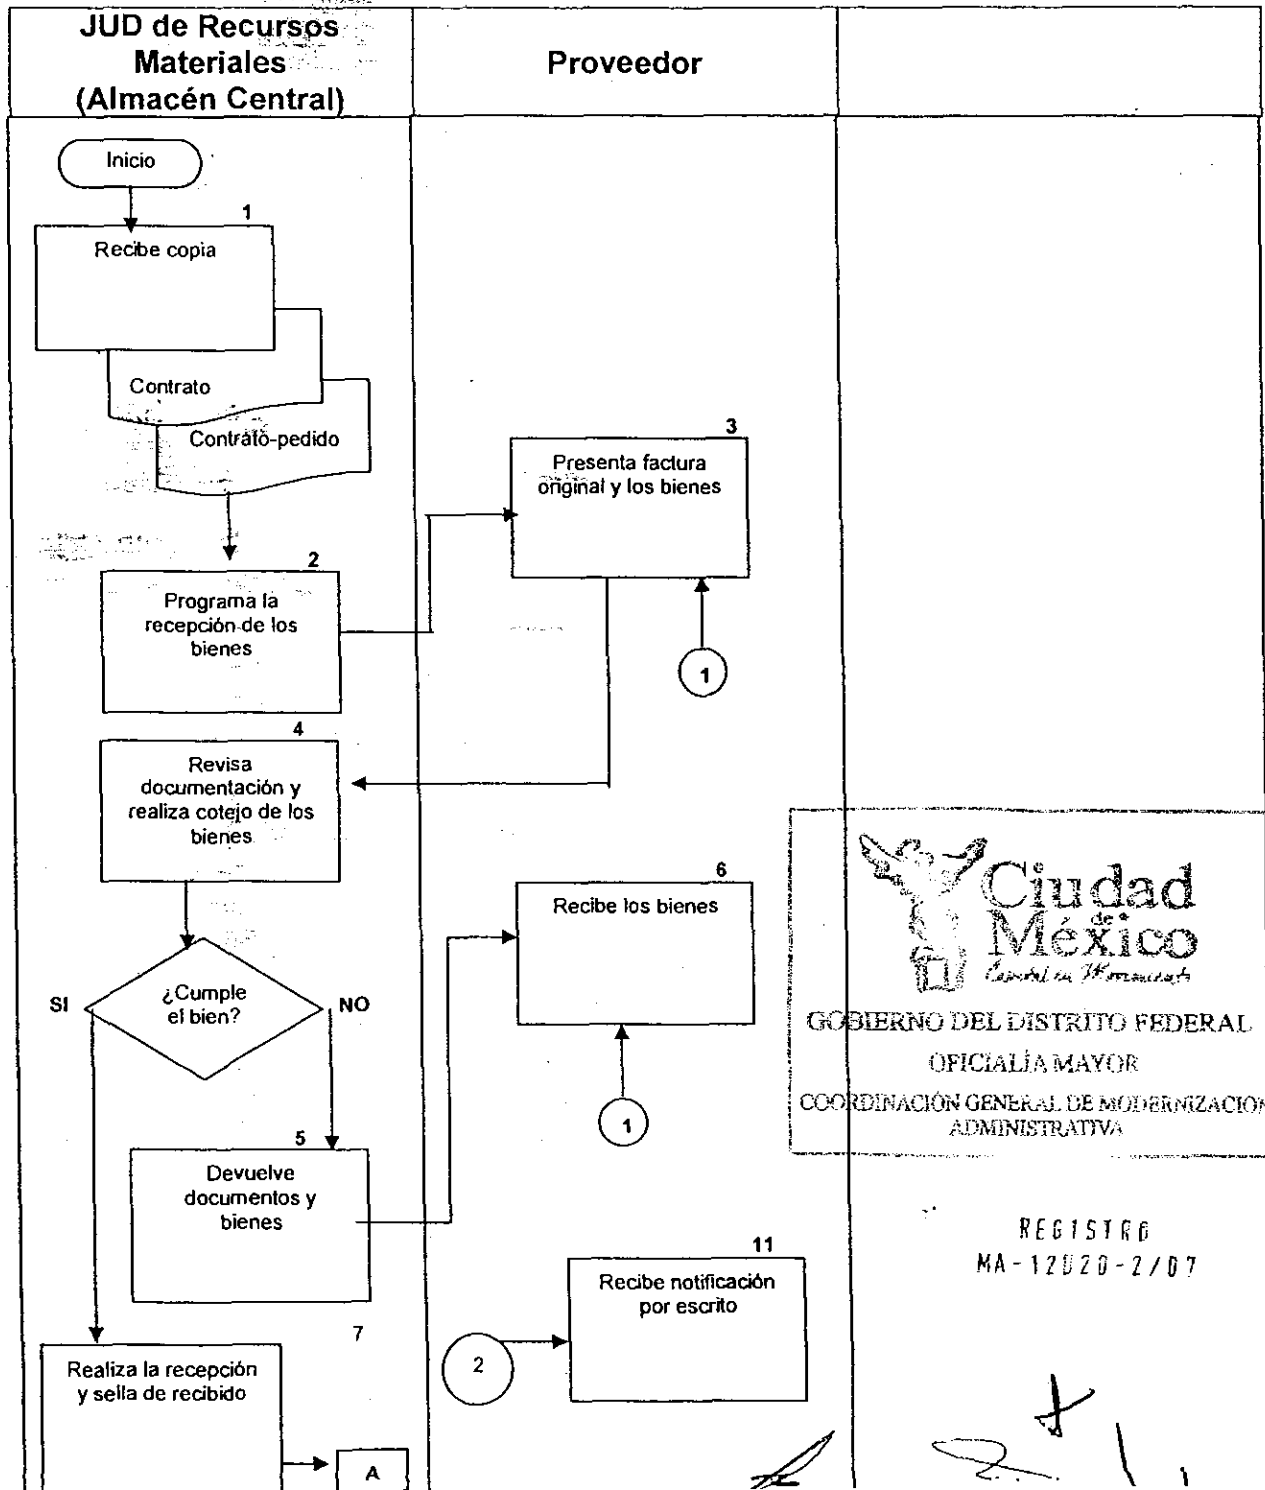 JUD de Recursos
Materiales
(Almacén Central)
Proveedor
Inicio
1
Recibe copia
Contrato
Contrato-pedido
2
Programa la
recepción de los
bienes
3
Presenta factura
original y los bienes
1
4
Revisa
documentación y
realiza cotejo de los
bienes
¿Cumple
el bien?
SI
NO
5
Devuelve
documentos y
bienes
6
Recibe los bienes
1
7
Realiza la recepción
y sella de recibido
A
11
Recibe notificación
por escrito
2
Ciudad
de
México
Capital en Movimiento
GOBIERNO DEL DISTRITO FEDERAL
OFICIALÍA MAYOR
COORDINACIÓN GENERAL DE MODERNIZACIÓN
ADMINISTRATIVA
REGISTRO
MA-12020-2/07